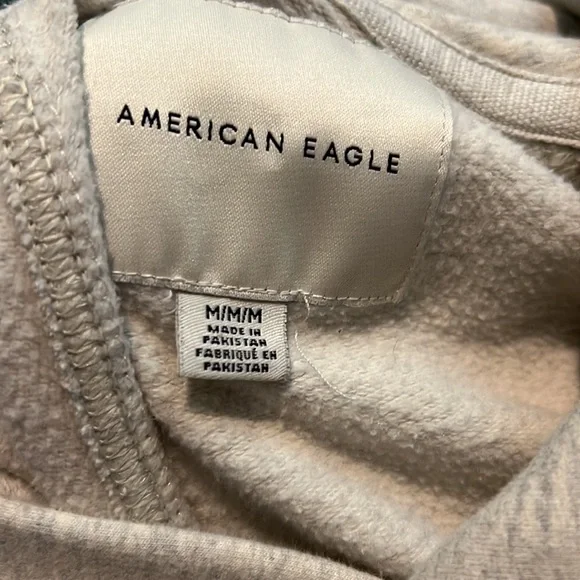 AMERICAN EAGLE
M/M/M
MADE IN
PAKISTAN
FABRIQUÉ EN
PAKISTAN